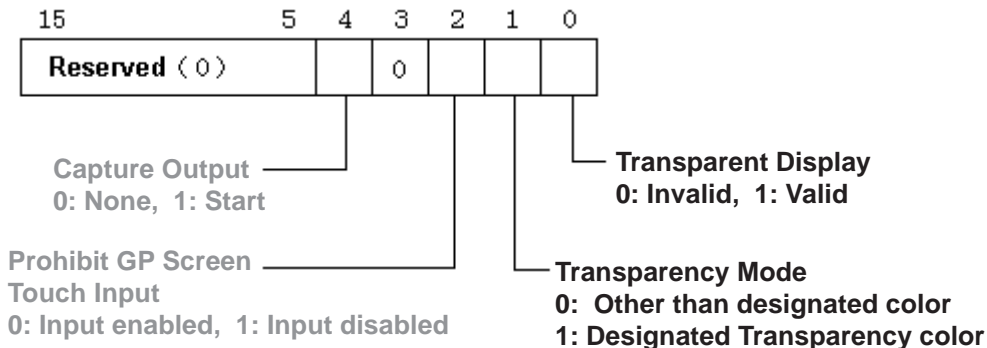 15 5 4 3 2 1 0
Reserved (0) 0
Capture Output
0: None, 1: Start
Transparent Display
0: Invalid, 1: Valid
Prohibit GP Screen
Touch Input
0: Input enabled, 1: Input disabled
Transparency Mode
0: Other than designated color
1: Designated Transparency color